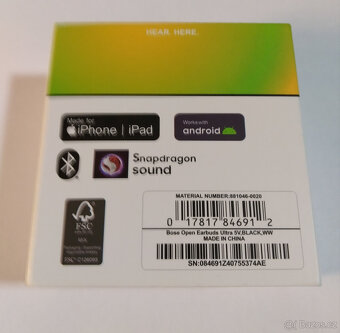 HEAR. HERE.
Made for
iPhone | iPad
Works with
android
Snapdragon
sound
MATERIAL NUMBER:881046-0020
0 17817 84691 2
Bose Open Earbuds Ultra 5V,BLACK,WW
MADE IN CHINA
SN:084691Z40755374AE
FSC
MIX